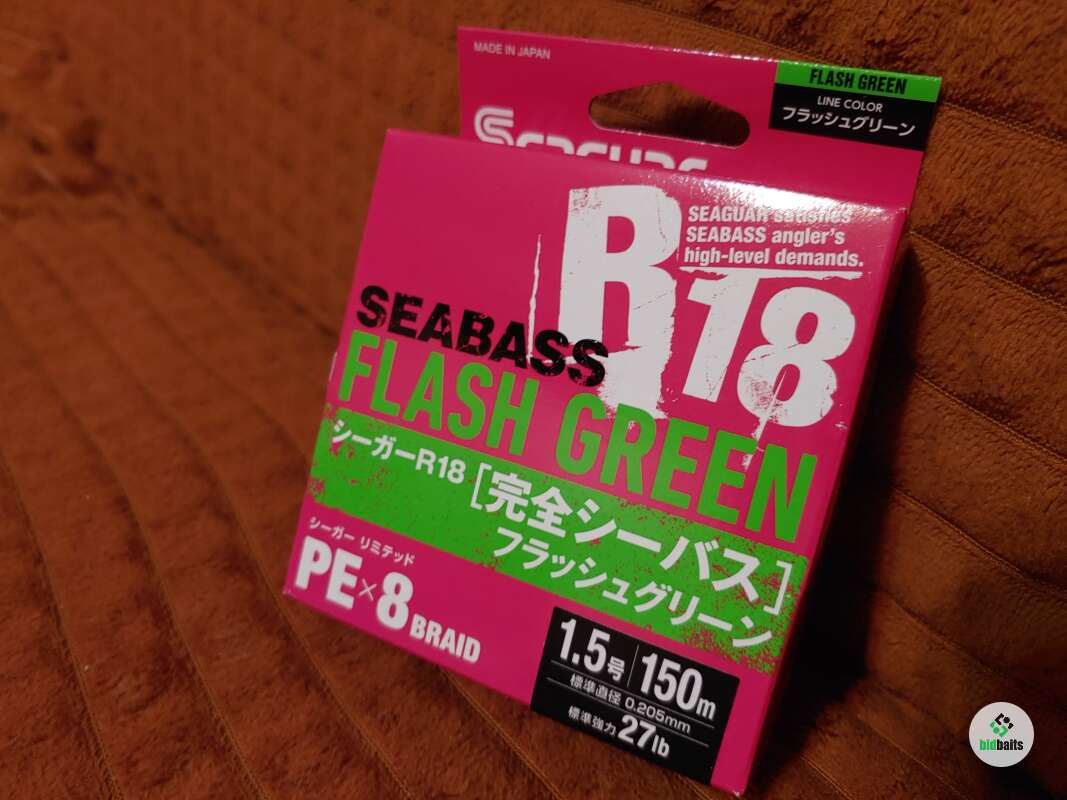 MADE IN JAPAN
FLASH GREEN
LINE COLOR
フラッシュグリーン
Seaguar
R18
SEAGUAR satisfies
SEABASS angler's
high-level demands.
SEABASS
FLASH GREEN
シーガーR18 [完全シーバス]
フラッシュグリーン
シーガー リミテッド
PE×8 BRAID
1.5号 150m
標準直径 0.205mm
標準強力 27lb
bidbaits